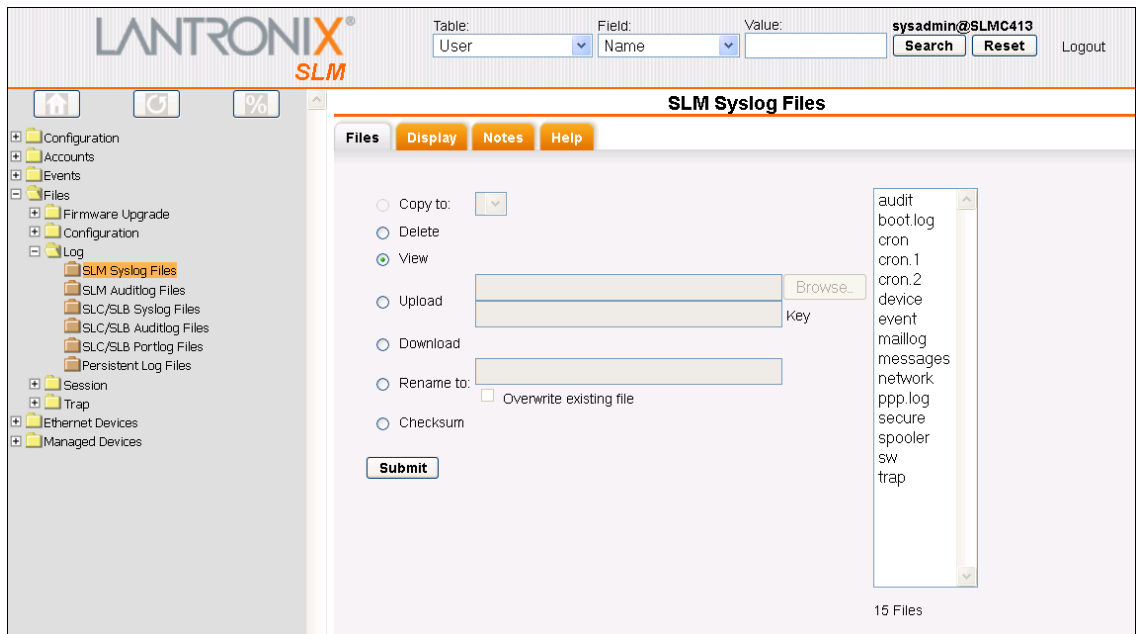 LANTRONIX®
SLM
Table:
User
Field:
Name
Value:
sysadmin@SLMC413
Search
Reset
Logout
%
Configuration
Accounts
Events
Files
Firmware Upgrade
Configuration
Log
SLM Syslog Files
SLM Auditlog Files
SLC/SLB Syslog Files
SLC/SLB Auditlog Files
SLC/SLB Portlog Files
Persistent Log Files
Session
Trap
Ethernet Devices
Managed Devices
SLM Syslog Files
Files
Display
Notes
Help
Copy to:
Delete
View
Upload
Browse...
Key
Download
Rename to:
Overwrite existing file
Checksum
Submit
audit
boot.log
cron
cron.1
cron.2
device
event
maillog
messages
network
ppp.log
secure
spooler
sw
trap
15 Files